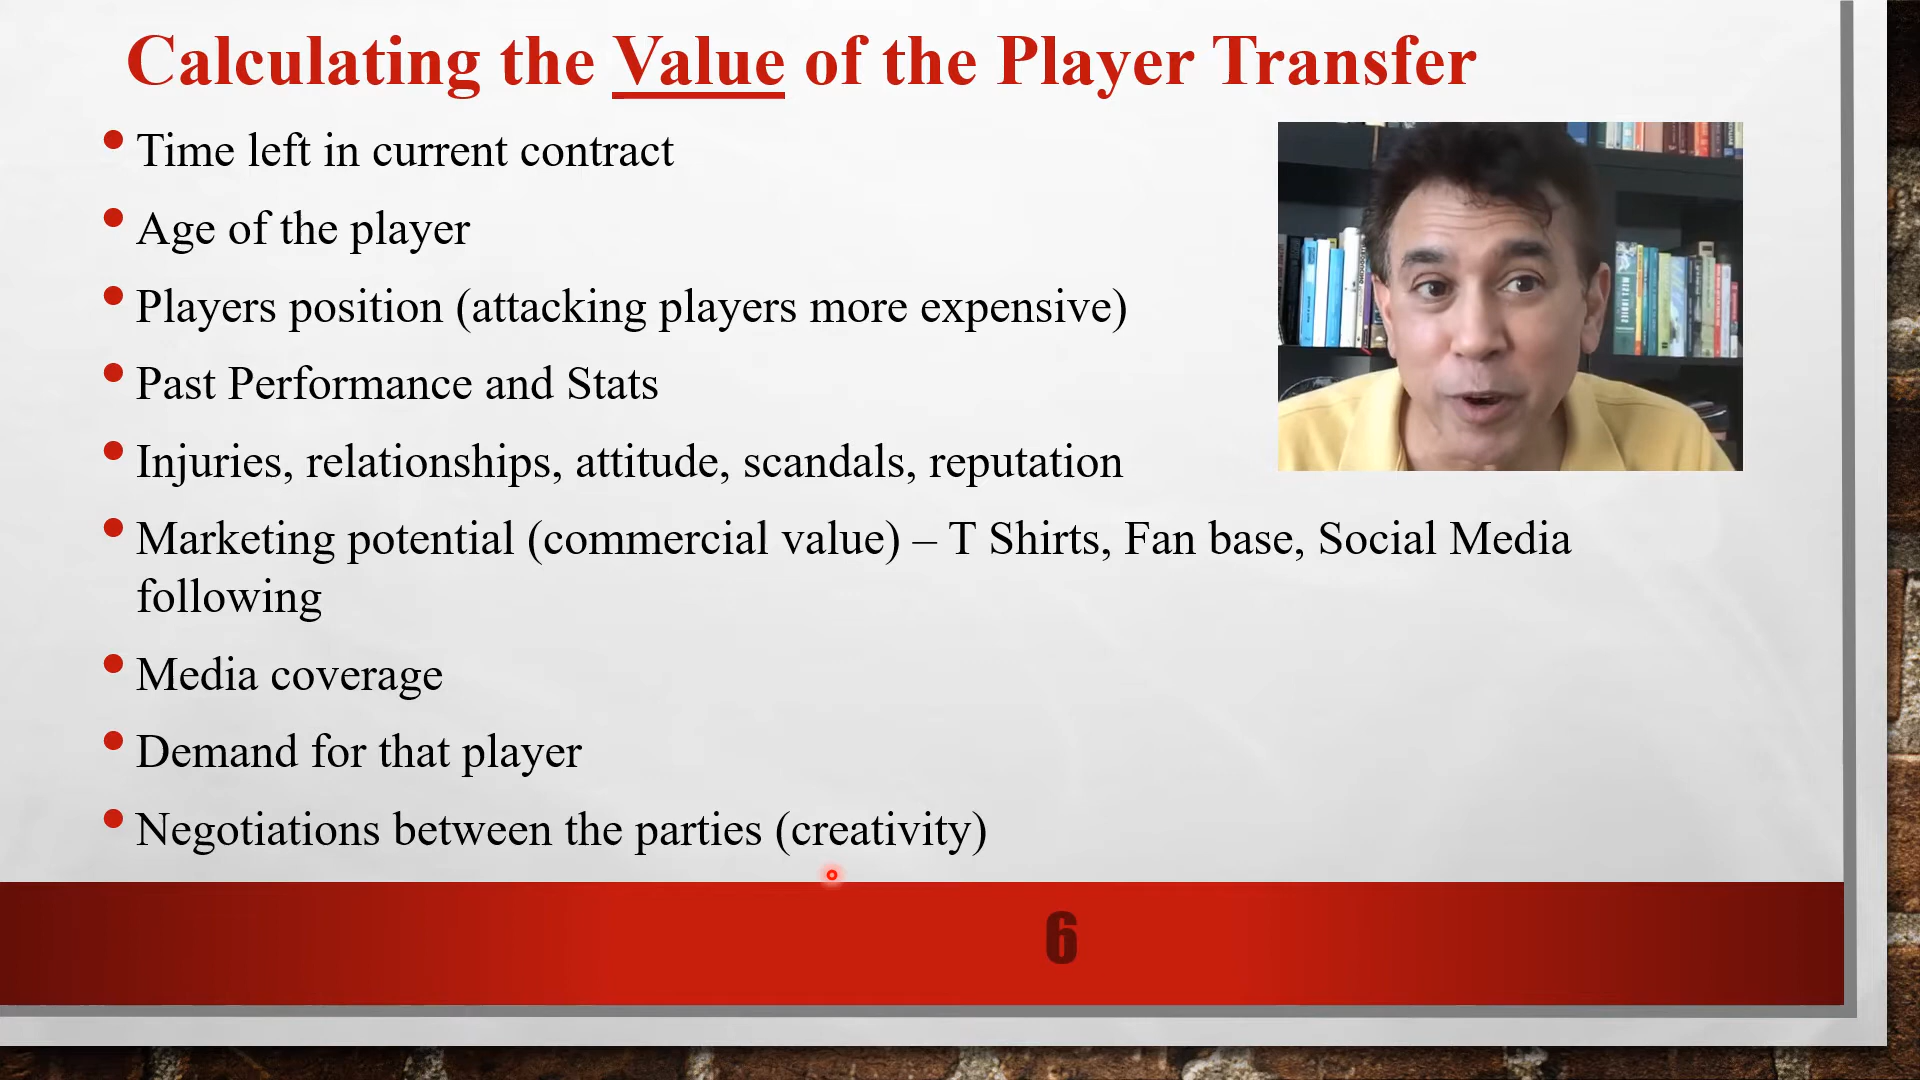 Calculating the Value of the Player Transfer
Time left in current contract
Age of the player
Players position (attacking players more expensive)
Past Performance and Stats
Injuries, relationships, attitude, scandals, reputation
Marketing potential (commercial value) – T Shirts, Fan base, Social Media
following
Media coverage
Demand for that player
Negotiations between the parties (creativity)
6